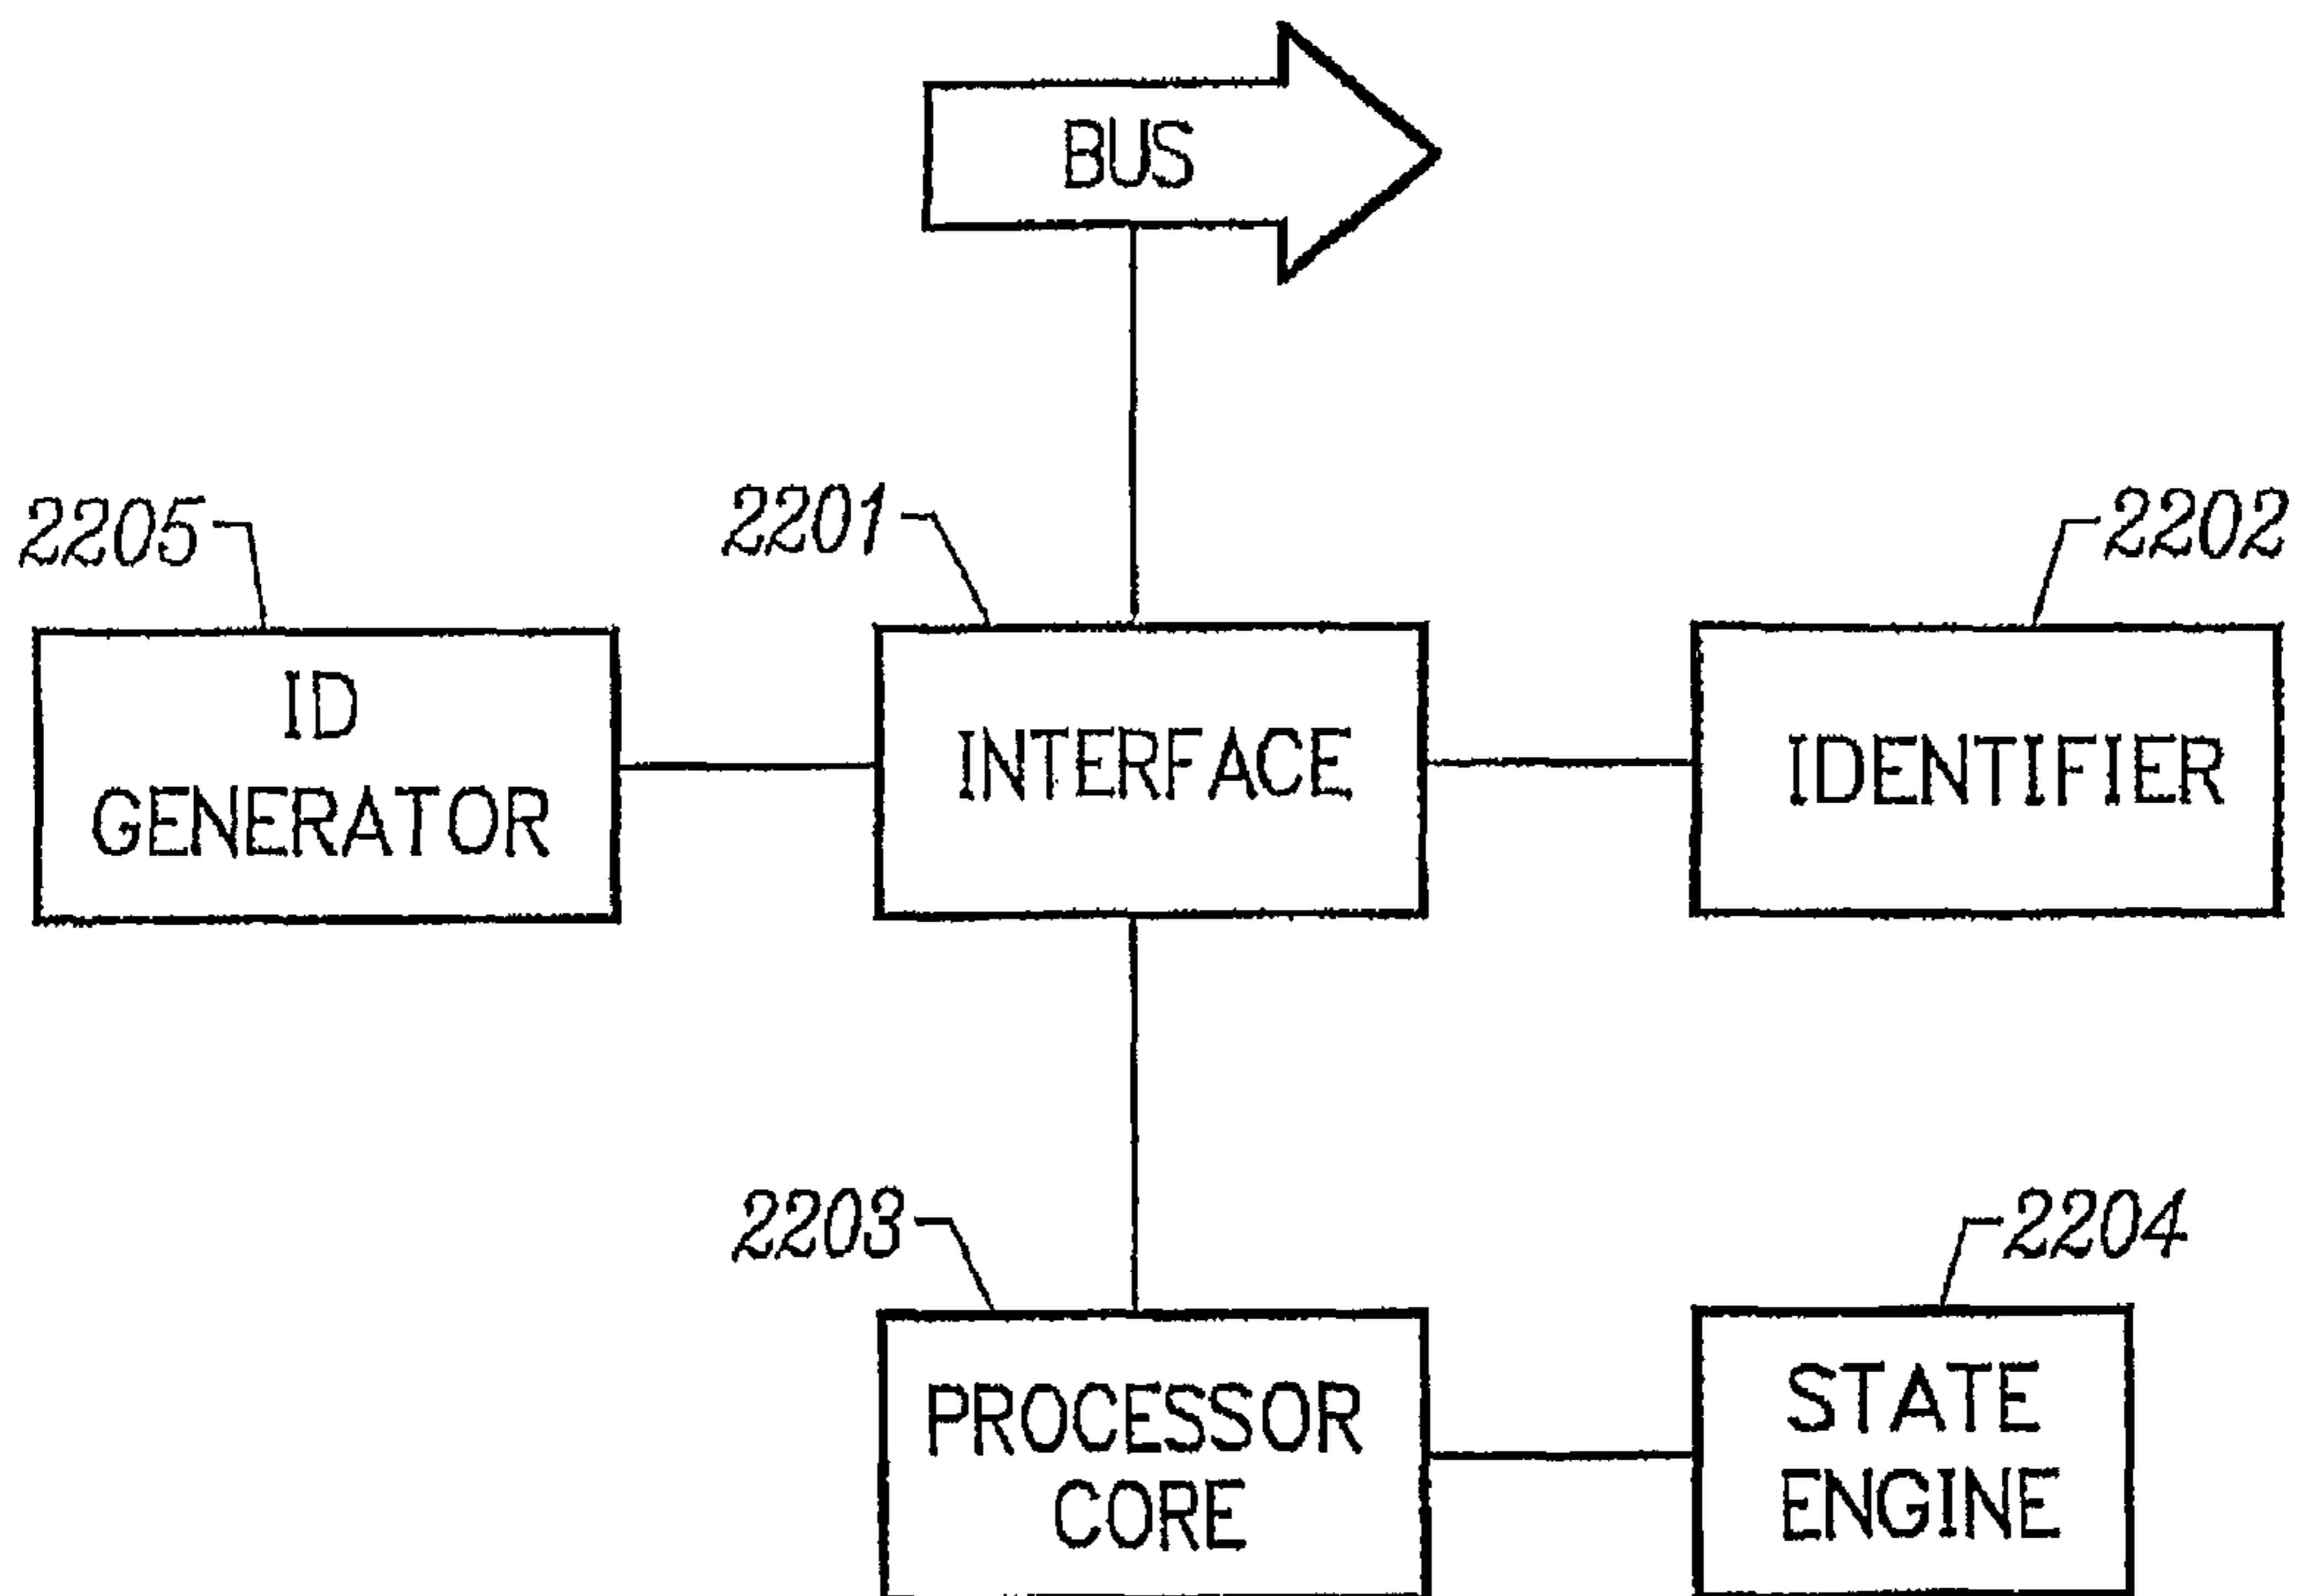 BUS
2205
2201
2202
ID
GENERATOR
INTERFACE
IDENTIFIER
2203
2204
PROCESSOR
CORE
STATE
ENGINE